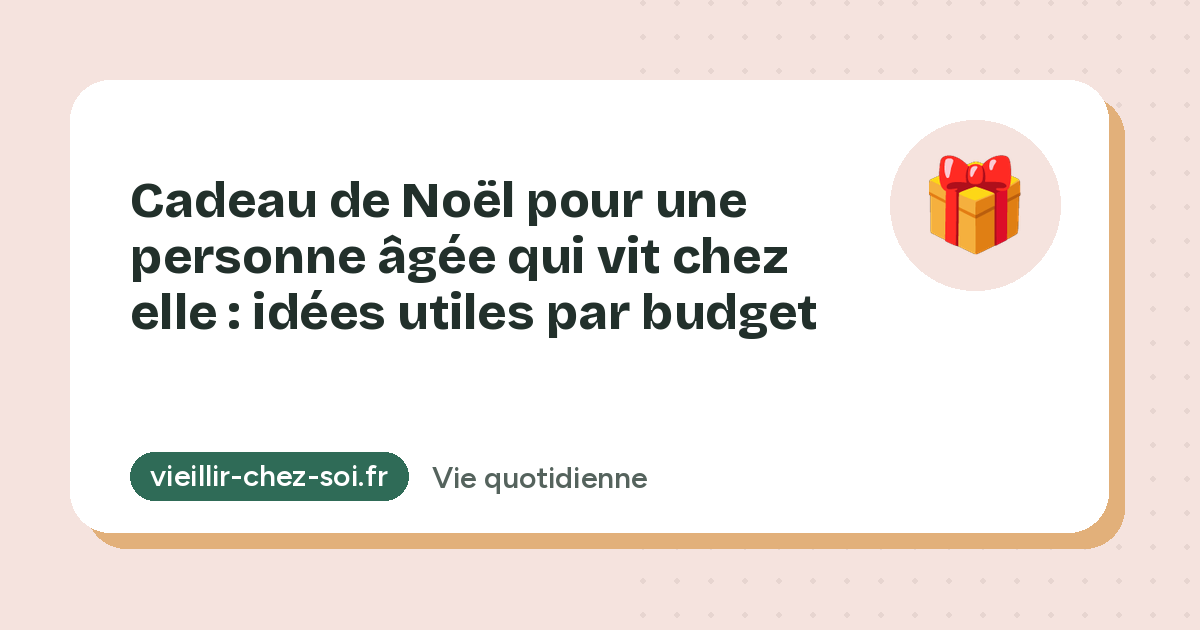 Cadeau de Noël pour une
personne âgée qui vit chez
elle : idées utiles par budget
vieillir-chez-soi.fr
Vie quotidienne